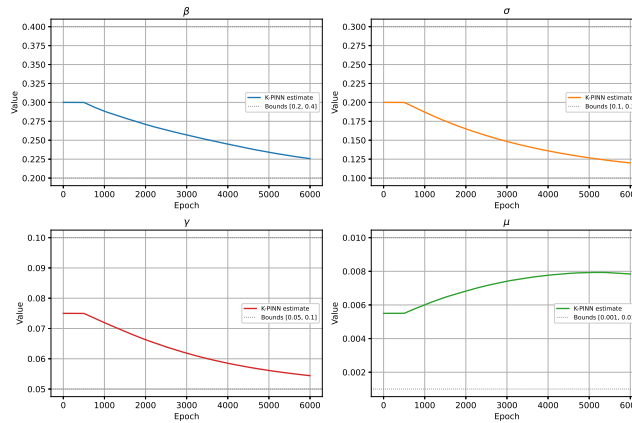 β
0.400
0.375
0.350
0.325
0.300
0.275
0.250
0.225
0.200
Value
K-PINN estimate
Bounds [0.2, 0.4]
0 1000 2000 3000 4000 5000 6000
Epoch
σ
0.300
0.275
0.250
0.225
0.200
0.175
0.150
0.125
0.100
Value
K-PINN estimate
Bounds [0.1, 0.
0 1000 2000 3000 4000 5000 600
Epoch
γ
0.10
0.09
0.08
0.07
0.06
0.05
Value
K-PINN estimate
Bounds [0.05, 0.1]
0 1000 2000 3000 4000 5000 6000
Epoch
μ
0.010
0.008
0.006
0.004
0.002
Value
K-PINN estimate
Bounds [0.001, 0.0
0 1000 2000 3000 4000 5000 600
Epoch